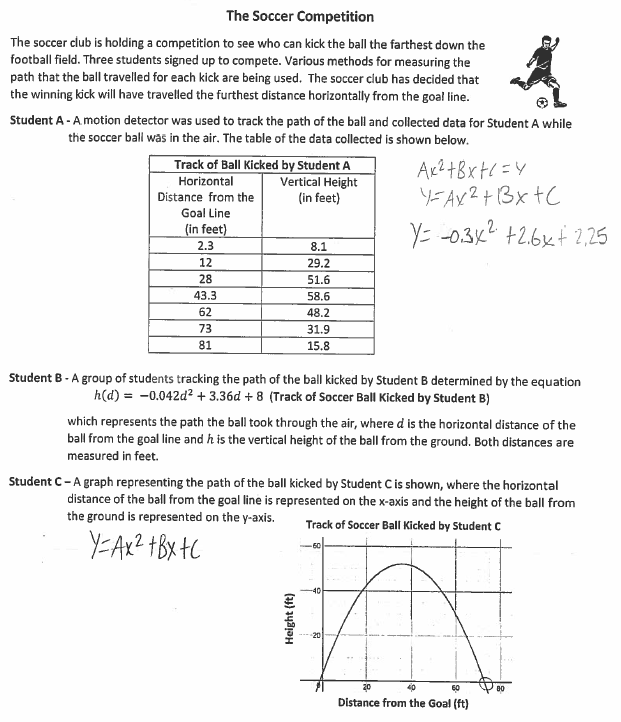 The Soccer Competition
The soccer club is holding a competition to see who can kick the ball the farthest down the
football field. Three students signed up to compete. Various methods for measuring the
path that the ball travelled for each kick are being used. The soccer club has decided that
the winning kick will have travelled the furthest distance horizontally from the goal line.
Student A - A motion detector was used to track the path of the ball and collected data for Student A while
the soccer ball was in the air. The table of the data collected is shown below.
Track of Ball Kicked by Student A
Horizontal Distance from the Goal Line (in feet) Vertical Height (in feet)
2.3 8.1
12 29.2
28 51.6
43.3 58.6
62 48.2
73 31.9
81 15.8
Ax²+Bx+C=Y
Y=Ax²+Bx+C
Y=-0.3x²+2.6x+2.25
Student B - A group of students tracking the path of the ball kicked by Student B determined by the equation
h(d) = −0.042d² + 3.36d + 8 (Track of Soccer Ball Kicked by Student B)
which represents the path the ball took through the air, where d is the horizontal distance of the
ball from the goal line and h is the vertical height of the ball from the ground. Both distances are
measured in feet.
Student C – A graph representing the path of the ball kicked by Student C is shown, where the horizontal
distance of the ball from the goal line is represented on the x-axis and the height of the ball from
the ground is represented on the y-axis.
Y=Ax²+Bx+C
Track of Soccer Ball Kicked by Student C
60
40
20
Height (ft)
20 40 60 80
Distance from the Goal (ft)